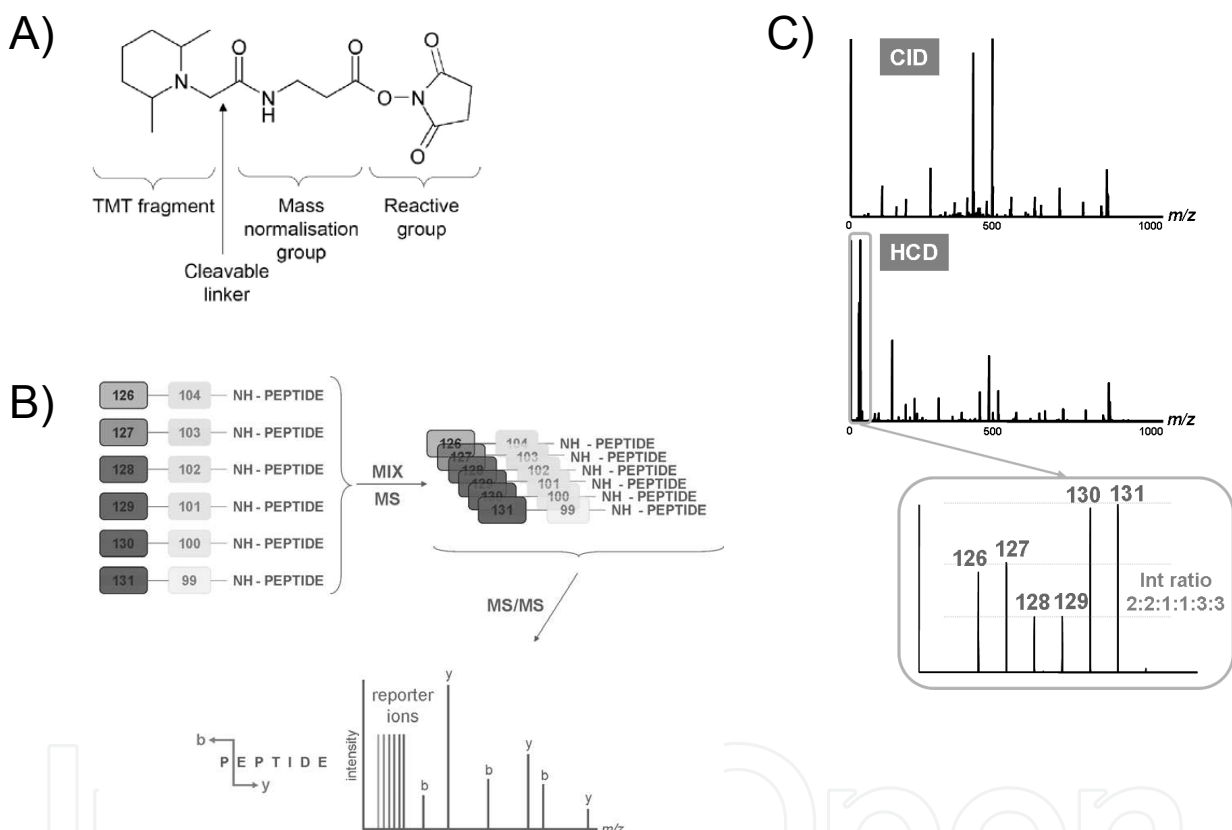 A)
O
O
O
N
N
H
O
N
O
TMT fragment
Mass
normalisation
group
Reactive
group
Cleavable
linker
B)
126 104 NH - PEPTIDE
127 103 NH - PEPTIDE
128 102 NH - PEPTIDE
129 101 NH - PEPTIDE
130 100 NH - PEPTIDE
131 99 NH - PEPTIDE
MIX
MS
126 104 NH - PEPTIDE
127 103 NH - PEPTIDE
128 102 NH - PEPTIDE
129 101 NH - PEPTIDE
130 100 NH - PEPTIDE
131 99 NH - PEPTIDE
MS/MS
b
P E P T I D E
y
reporter
ions
intensity
b
y
b
y
b
y
m/z
C)
CID
0 500 1000 m/z
HCD
0 500 1000 m/z
126 127 128 129 130 131
Int ratio
2:2:1:1:3:3